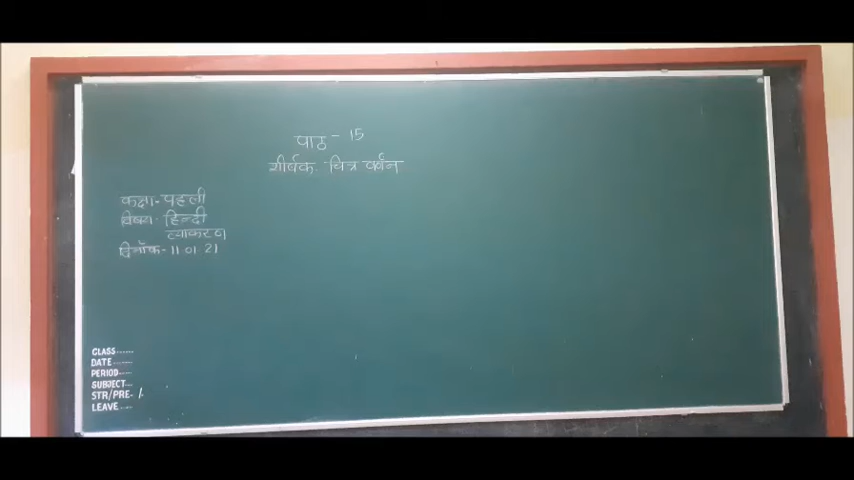 पाठ - 15
शीर्षक - चित्र वर्णन
कक्षा - पहली
विषय - हिन्दी
व्याकरण
दिनाँक - 11.01.21
CLASS......
DATE......
PERIOD....
SUBJECT...
STR/PRE- /.
LEAVE.....